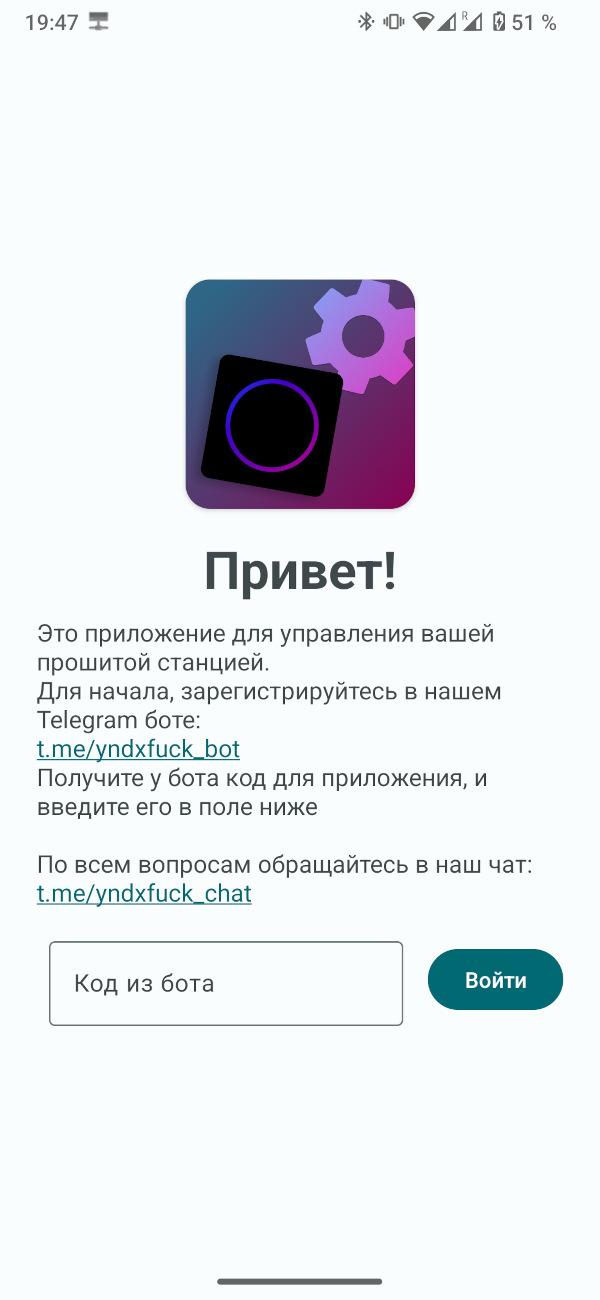 19:47
R
51 %
Привет!
Это приложение для управления вашей
прошитой станцией.
Для начала, зарегистрируйтесь в нашем
Telegram боте:
t.me/yndxfuck_bot
Получите у бота код для приложения, и
введите его в поле ниже
По всем вопросам обращайтесь в наш чат:
t.me/yndxfuck_chat
Код из бота
Войти